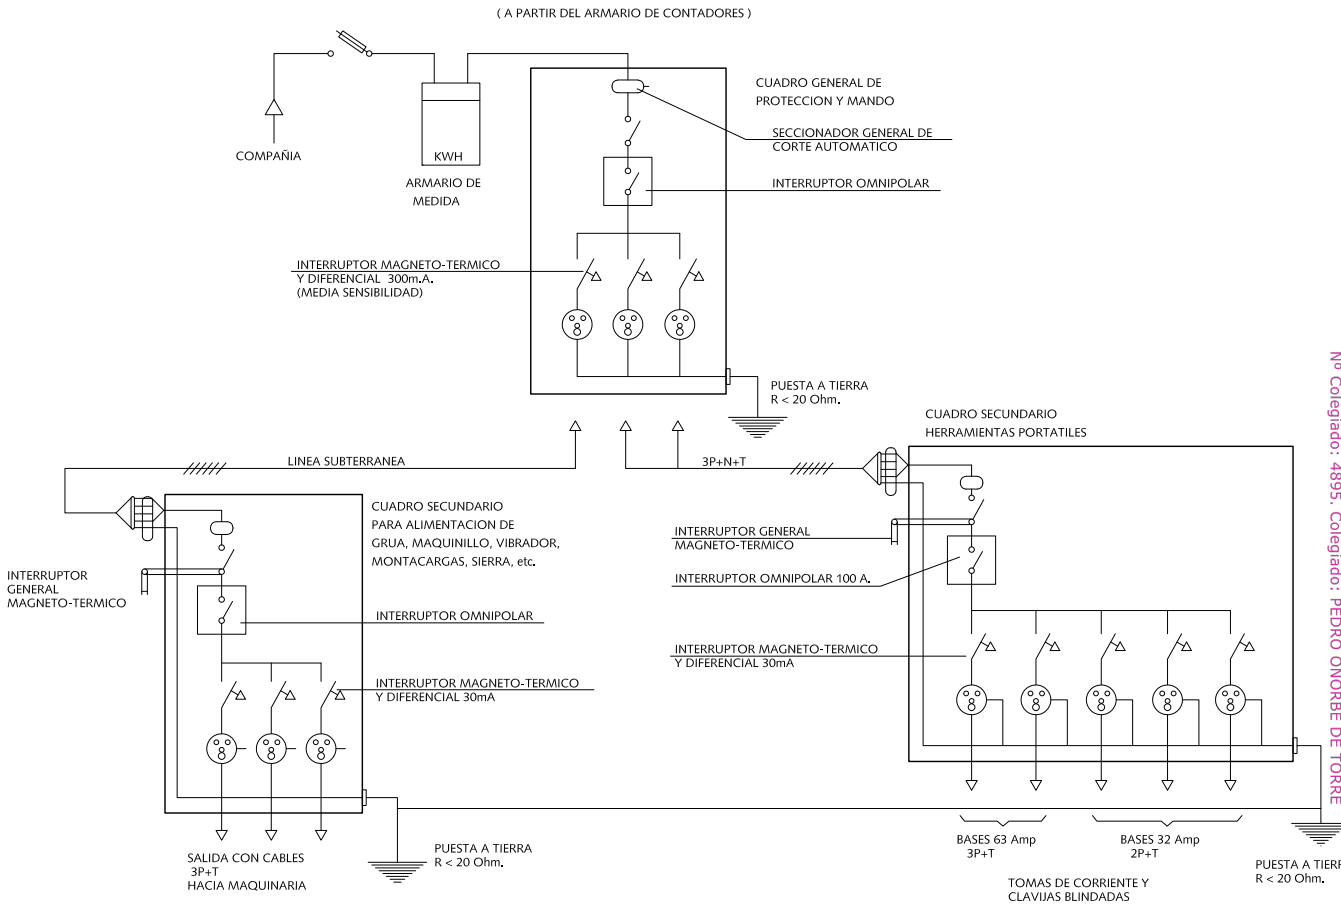 ( A PARTIR DEL ARMARIO DE CONTADORES )
CUADRO GENERAL DE
PROTECCION Y MANDO
SECCIONADOR GENERAL DE
CORTE AUTOMATICO
COMPAÑIA
KWH
ARMARIO DE
MEDIDA
INTERRUPTOR OMNIPOLAR
INTERRUPTOR MAGNETO-TERMICO
Y DIFERENCIAL 300m.A.
(MEDIA SENSIBILIDAD)
PUESTA A TIERRA
R < 20 Ohm.
CUADRO SECUNDARIO
HERRAMIENTAS PORTATILES
LINEA SUBTERRANEA
3P+N+T
CUADRO SECUNDARIO
PARA ALIMENTACION DE
GRUA, MAQUINILLO, VIBRADOR,
MONTACARGAS, SIERRA, etc.
INTERRUPTOR
GENERAL
MAGNETO-TERMICO
INTERRUPTOR OMNIPOLAR
INTERRUPTOR MAGNETO-TERMICO
Y DIFERENCIAL 30mA
INTERRUPTOR GENERAL
MAGNETO-TERMICO
INTERRUPTOR OMNIPOLAR 100 A.
INTERRUPTOR MAGNETO-TERMICO
Y DIFERENCIAL 30mA
SALIDA CON CABLES
3P+T
HACIA MAQUINARIA
PUESTA A TIERRA
R < 20 Ohm.
BASES 63 Amp
3P+T
BASES 32 Amp
2P+T
TOMAS DE CORRIENTE Y
CLAVIJAS BLINDADAS
PUESTA A TIERR
R < 20 Ohm.
Nº Colegiado: 4895. Colegiado: PEDRO ONORBE DE TORRE